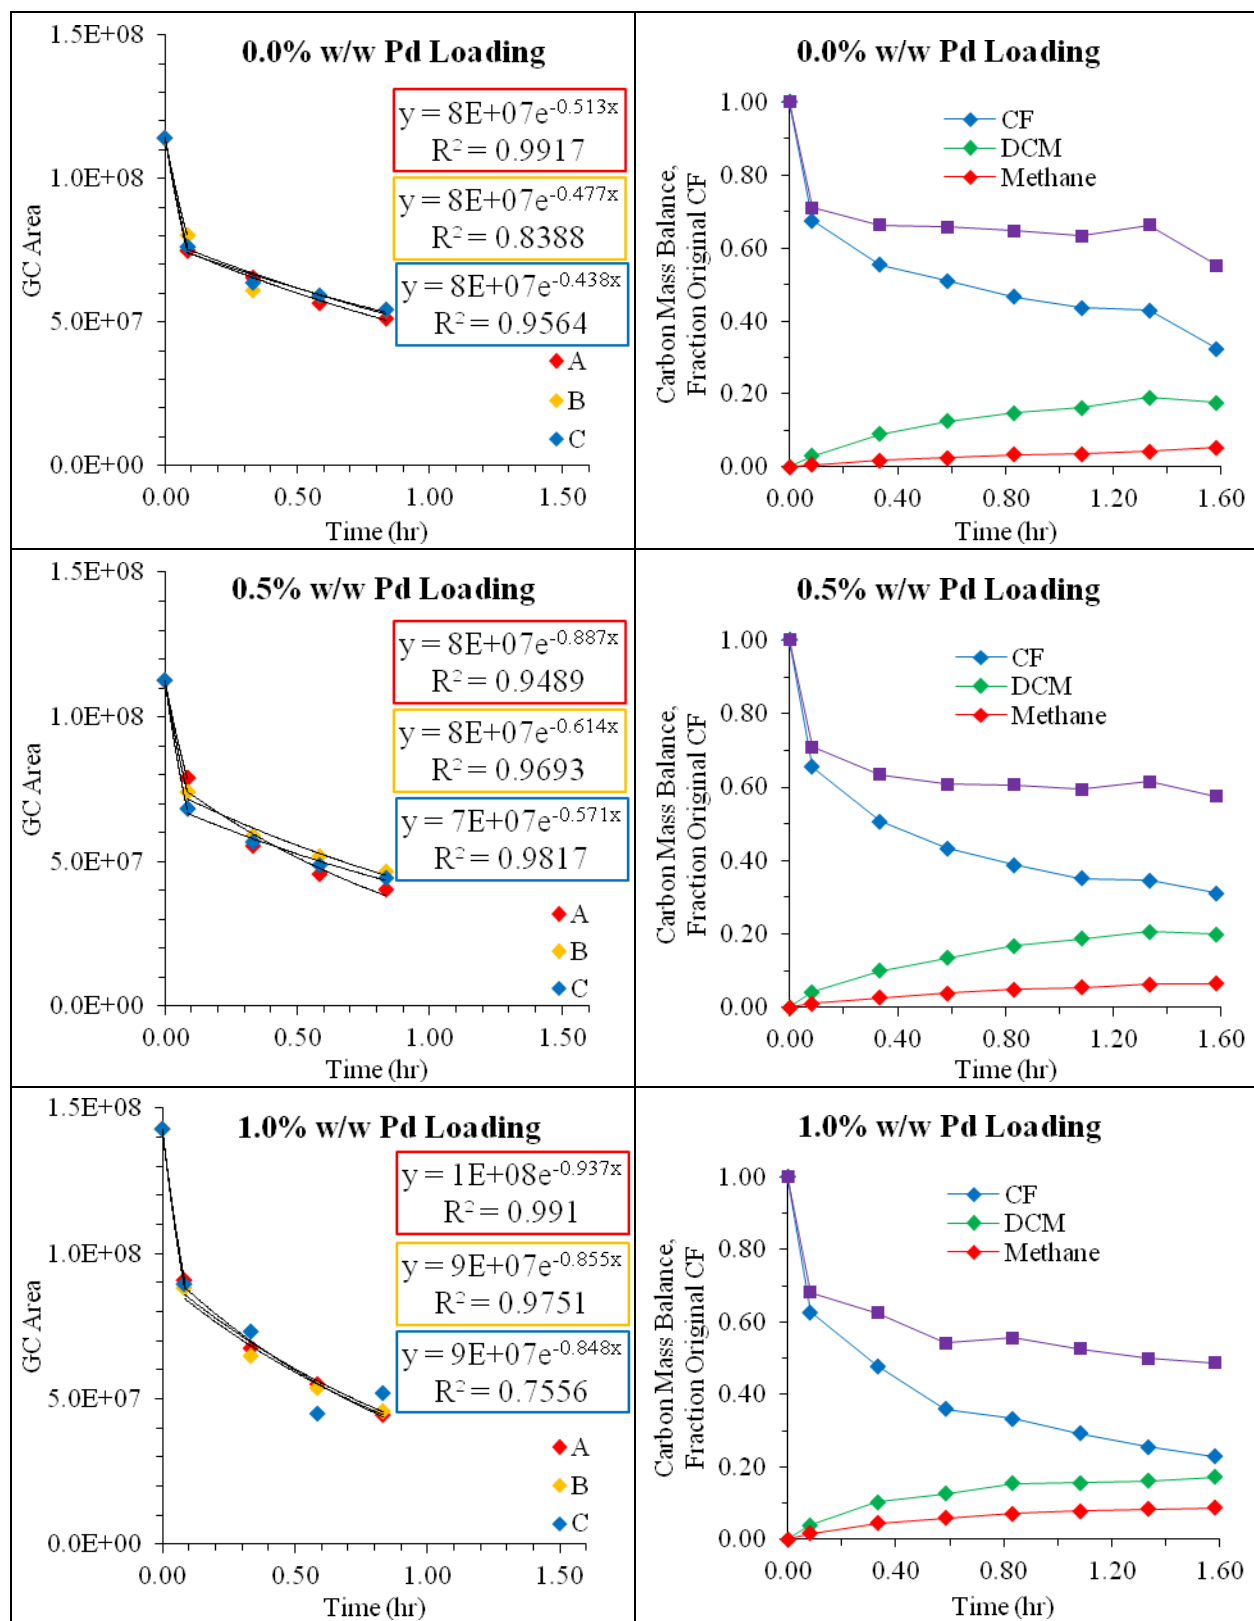 0.0% w/w Pd Loading
1.5E+08
1.0E+08
5.0E+07
0.0E+00
GC Area
y = 8E+07e^-0.513x
R² = 0.9917
y = 8E+07e^-0.477x
R² = 0.8388
y = 8E+07e^-0.438x
R² = 0.9564
A
B
C
0.00 0.50 1.00 1.50
Time (hr)
0.0% w/w Pd Loading
1.00
0.80
0.60
0.40
0.20
0.00
Carbon Mass Balance,
Fraction Original CF
CF
DCM
Methane
0.00 0.40 0.80 1.20 1.60
Time (hr)
0.5% w/w Pd Loading
1.5E+08
1.0E+08
5.0E+07
0.0E+00
GC Area
y = 8E+07e^-0.887x
R² = 0.9489
y = 8E+07e^-0.614x
R² = 0.9693
y = 7E+07e^-0.571x
R² = 0.9817
A
B
C
0.00 0.50 1.00 1.50
Time (hr)
0.5% w/w Pd Loading
1.00
0.80
0.60
0.40
0.20
0.00
Carbon Mass Balance,
Fraction Original CF
CF
DCM
Methane
0.00 0.40 0.80 1.20 1.60
Time (hr)
1.0% w/w Pd Loading
1.5E+08
1.0E+08
5.0E+07
0.0E+00
GC Area
y = 1E+08e^-0.937x
R² = 0.991
y = 9E+07e^-0.855x
R² = 0.9751
y = 9E+07e^-0.848x
R² = 0.7556
A
B
C
0.00 0.50 1.00 1.50
Time (hr)
1.0% w/w Pd Loading
1.00
0.80
0.60
0.40
0.20
0.00
Carbon Mass Balance,
Fraction Original CF
CF
DCM
Methane
0.00 0.40 0.80 1.20 1.60
Time (hr)